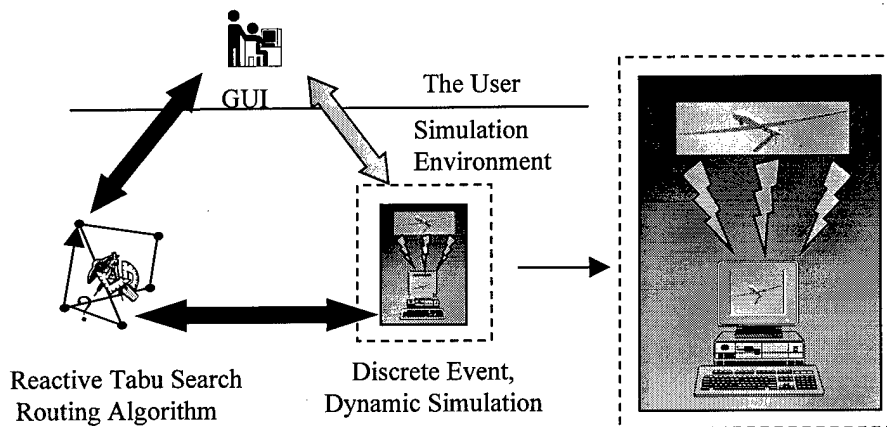 The User
GUI
Simulation
Environment
Reactive Tabu Search
Routing Algorithm
Discrete Event,
Dynamic Simulation